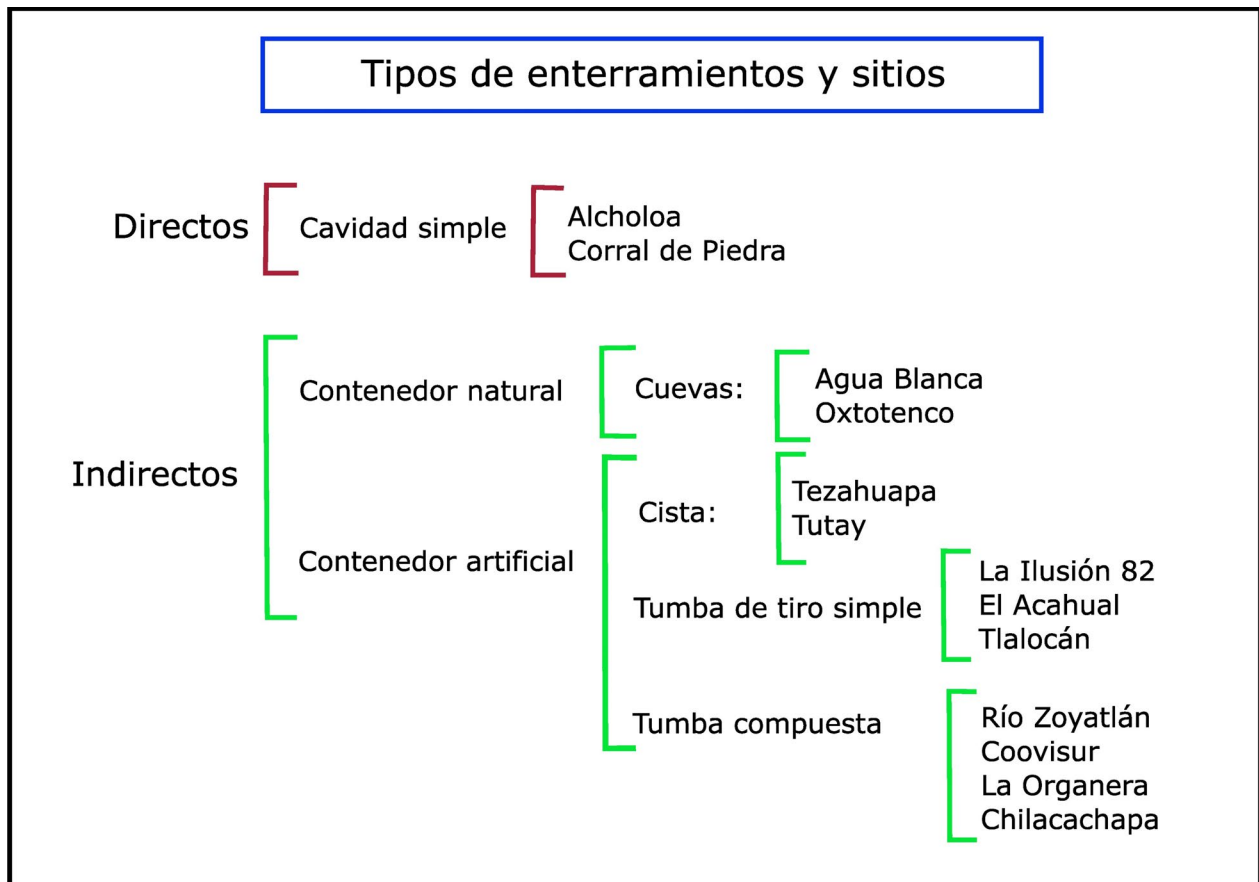 Tipos de enterramientos y sitios
Directos
Cavidad simple
Alcholoa
Corral de Piedra
Indirectos
Contenedor natural
Cuevas:
Agua Blanca
Oxtotenco
Contenedor artificial
Cista:
Tezahuapa
Tutay
Tumba de tiro simple
La Ilusión 82
El Acahual
Tlalocán
Tumba compuesta
Río Zoyatlán
Coovisur
La Organera
Chilacachapa